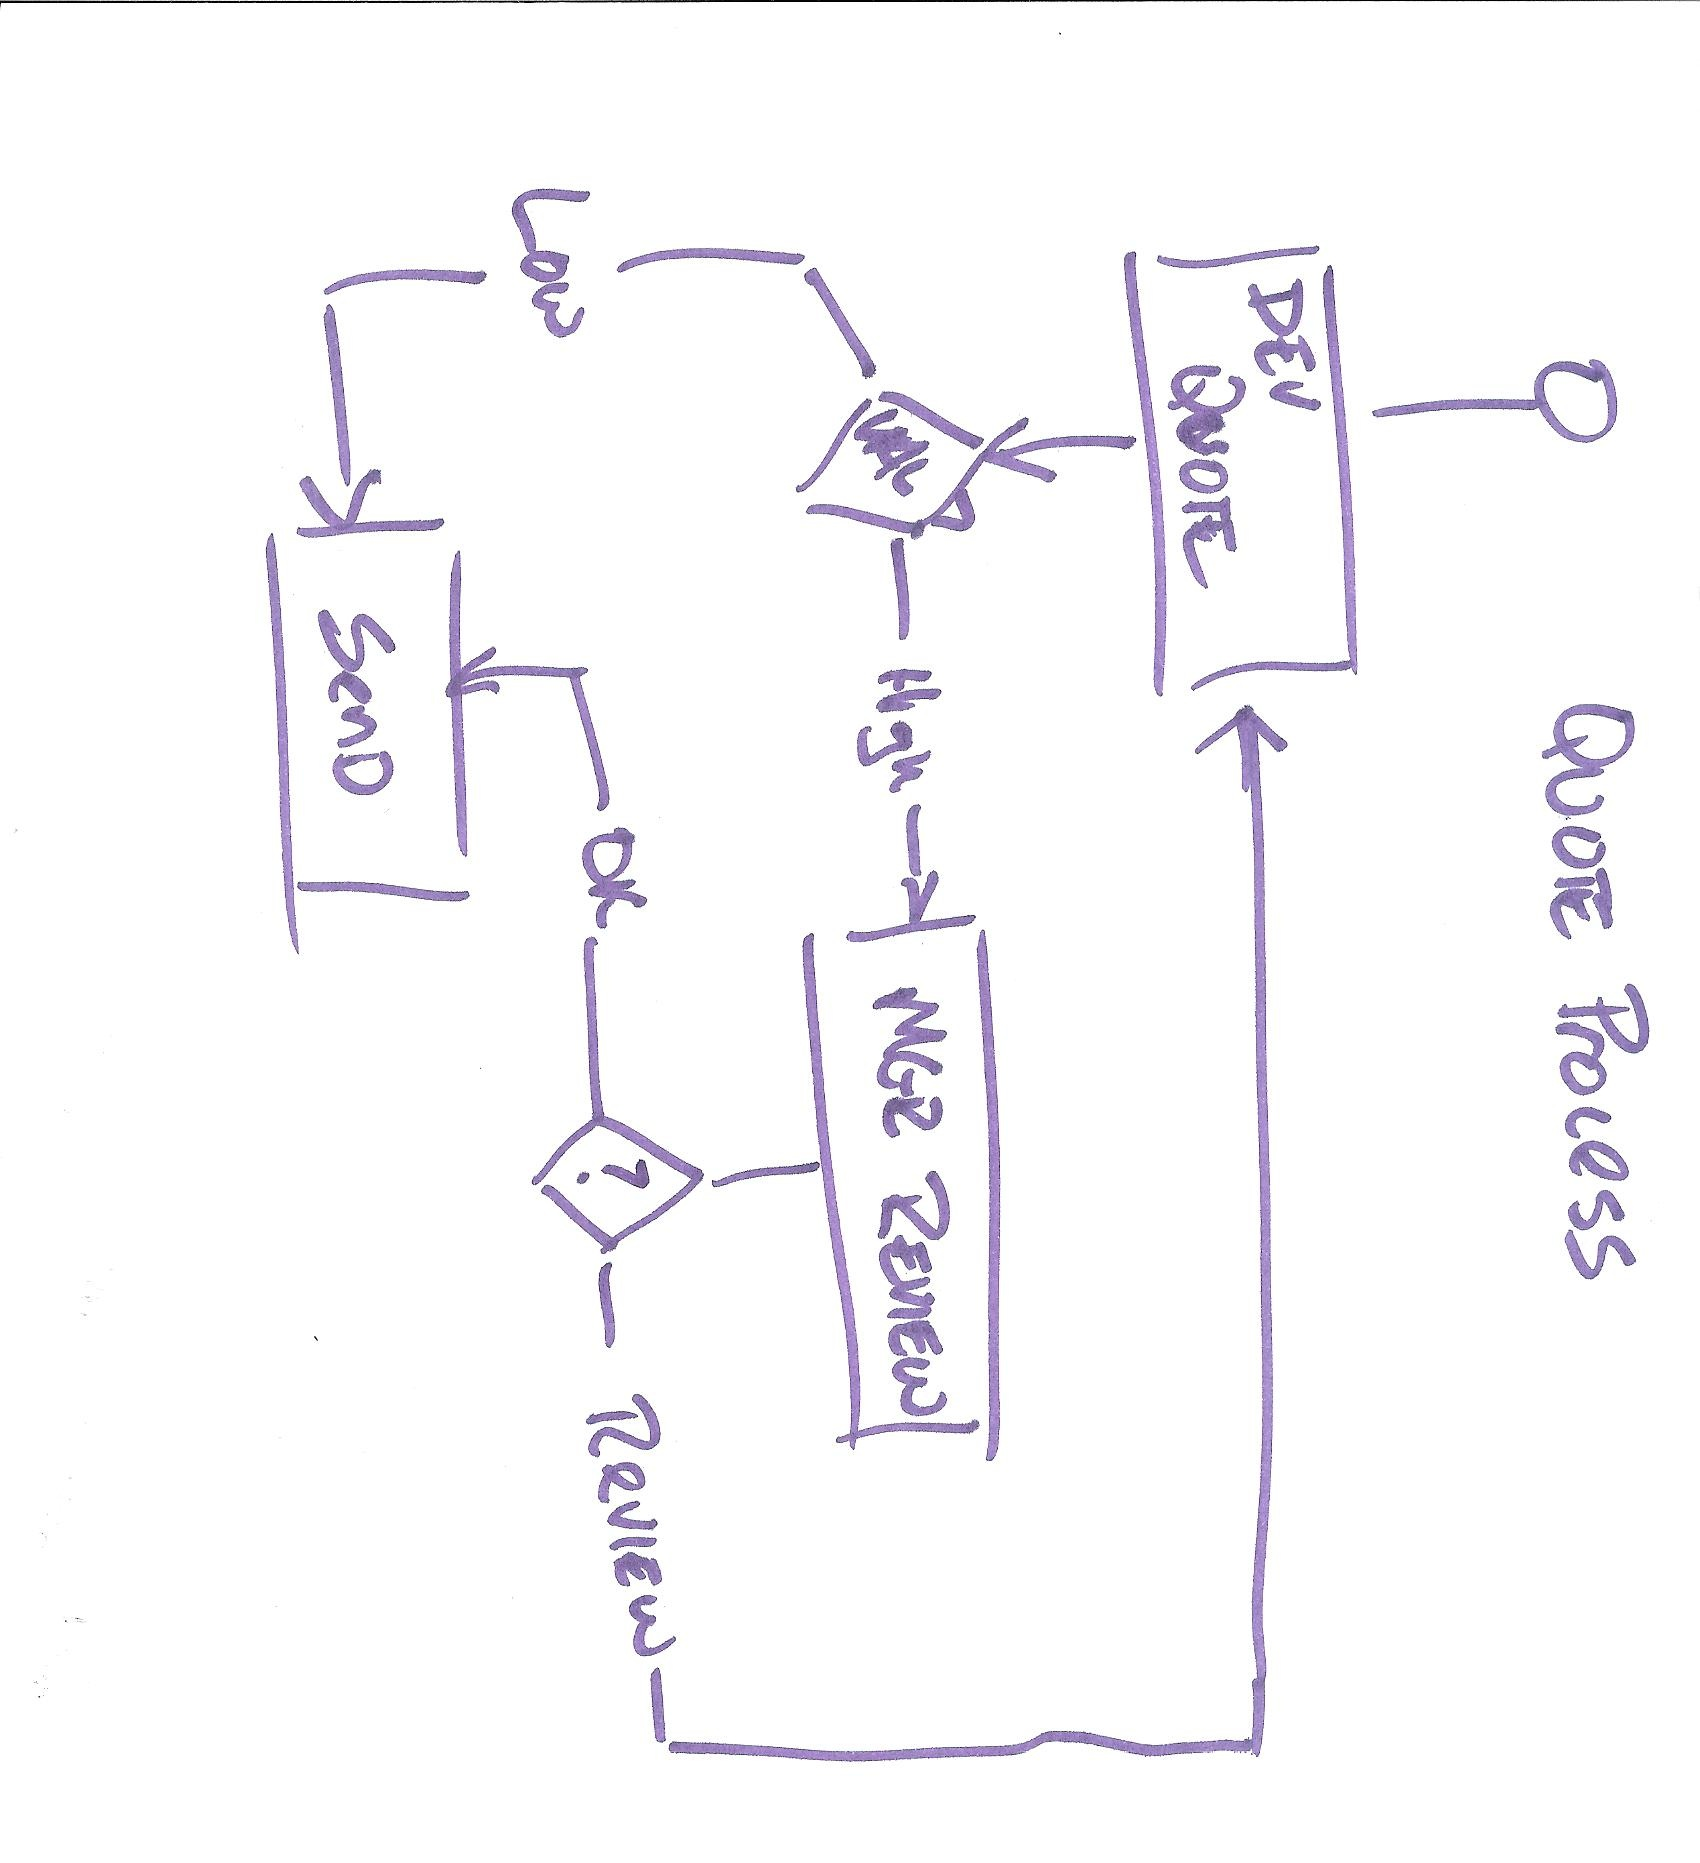 QUOTE PROCESS
DEV
QUOTE
VAL
?
Low
High
MGR REVIEW
?
OK
REVIEW
SEND